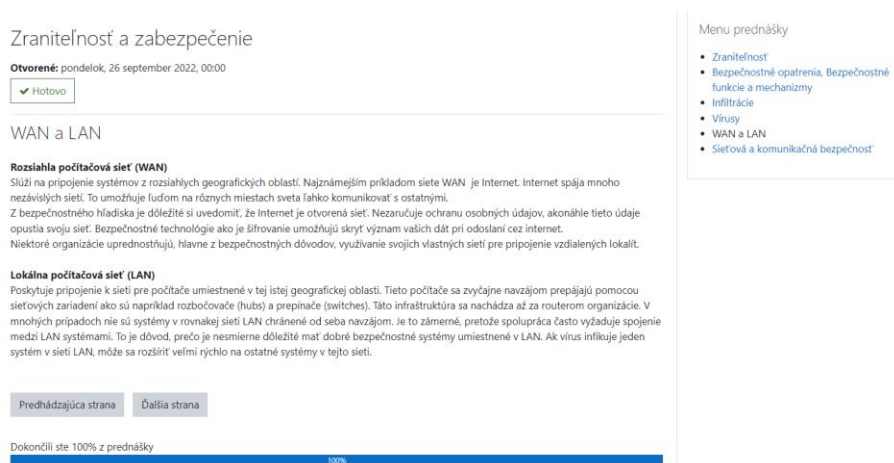 Zraniteľnosť a zabezpečenie
Otvorené: pondelok, 26 september 2022, 00:00
Hotovo
WAN a LAN
Rozsiahla počítačová sieť (WAN)
Slúži na pripojenie systémov z rozsiahlych geografických oblastí. Najznámejším príkladom siete WAN je Internet. Internet spája mnoho
nezávislých sietí. To umožňuje ľuďom na rôznych miestach sveta ľahko komunikovať s ostatnými.
Z bezpečnostného hľadiska je dôležité si uvedomiť, že Internet je otvorená sieť. Nezaručuje ochranu osobných údajov, akonáhle tieto údaje
opustia svoju sieť. Bezpečnostné technológie ako je šifrovanie umožňujú skryť význam vašich dát pri odoslaní cez internet.
Niektoré organizácie uprednostňujú, hlavne z bezpečnostných dôvodov, využívanie svojich vlastných sietí pre pripojenie vzdialených lokalít.
Lokálna počítačová sieť (LAN)
Poskytuje pripojenie k sieti pre počítače umiestnené v tej istej geografickej oblasti. Tieto počítače sa zvyčajne navzájom prepájajú pomocou
sieťových zariadení ako sú napríklad rozbočovače (hubs) a prepínače (switches). Táto infraštruktúra sa nachádza až za routerom organizácie. V
mnohých prípadoch nie sú systémy v rovnakej sieti LAN chránené od seba navzájom. Je to zámerné, pretože spolupráca často vyžaduje spojenie
medzi LAN systémami. To je dôvod, prečo je nesmierne dôležité mať dobré bezpečnostné systémy umiestnené v LAN. Ak vírus infikuje jeden
systém v sieti LAN, môže sa rozšíriť veľmi rýchlo na ostatné systémy v tejto sieti.
Predhádzajúca strana
Ďalšia strana
Dokončili ste 100% z prednášky
100%
Menu prednášky
Zraniteľnosť
Bezpečnostné opatrenia, Bezpečnostné
funkcie a mechanizmy
Infiltrácie
Vírusy
WAN a LAN
Sieťová a komunikačná bezpečnosť